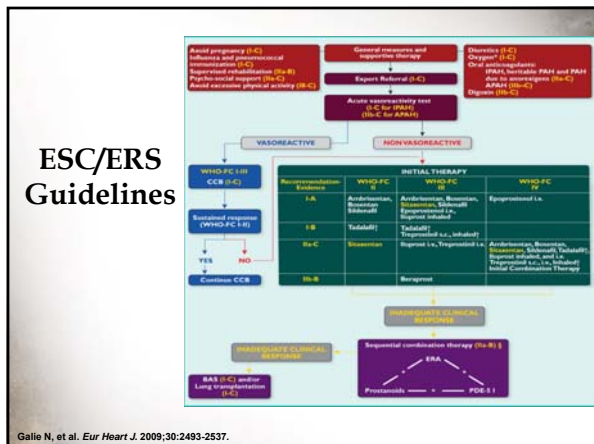 ESC/ERS
Guidelines
Avoid pregnancy (I-C)
Influenza and pneumococcal
immunization (I-C)
Supervised rehabilitation (IIa-B)
Psycho-social support (IIa-C)
Avoid excessive physical activity (III-C)
General measures and
supportive therapy
Diuretics (I-C)
Oxygen* (I-C)
Oral anticoagulants:
IPAH, heritable PAH and PAH
due to anorexigens (IIa-C)
APAH (IIb-C)
Digoxin (IIb-C)
Expert Referral (I-C)
Acute vasoreactivity test
(I-C for IPAH)
(IIb-C for APAH)
VASOREACTIVE
NONVASOREACTIVE
WHO-FC I-III
CCB (I-C)
Sustained response
(WHO-FC I-II)
YES
NO
Continue CCB
INITIAL THERAPY
Recommendation-
Evidence
WHO-FC
II
WHO-FC
III
WHO-FC
IV
I-A
Ambrisentan,
Bosentan
Sildenafil
Ambrisentan, Bosentan,
Sitaxentan, Sildenafil
Epoprostenol i.v.,
Iloprost inhaled
Epoprostenol i.v.
I-B
Tadalafil†
Tadalafil†
Treprostinil s.c., inhaled†
IIa-C
Sitaxentan
Iloprost i.v., Treprostinil i.v.
Ambrisentan, Bosentan,
Sitaxentan, Sildenafil, Tadalafil†,
Iloprost inhaled, and i.v.
Treprostinil s.c., i.v., Inhaled†
Initial Combination Therapy
IIb-B
Beraprost
INADEQUATE CLINICAL
RESPONSE
INADEQUATE CLINICAL
RESPONSE
Sequential combination therapy (IIa-B) §
ERA
+ +
Prostanoids + PDE-5 I
BAS (I-C) and/or
Lung transplantation
(I-C)
Galie N, et al. Eur Heart J. 2009;30:2493-2537.